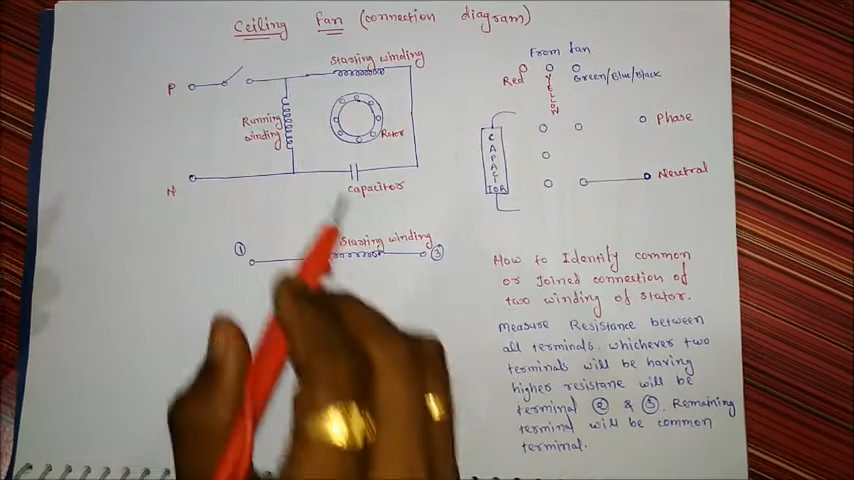 Ceiling Fan (connection diagram)
Starting winding
P
Running winding
Rotor
N
capacitor
① Starting winding ③
From fan
Red YELLOW Green/Blue/Black
CAPACITOR
Phase
Neutral
How to Identify common
or Joined connection of
two winding of stator.
Measure Resistance between
all terminals. whichever two
terminals will be having
higher resistane will be
terminal ② & ③. Remaining
terminal will be common
terminal.